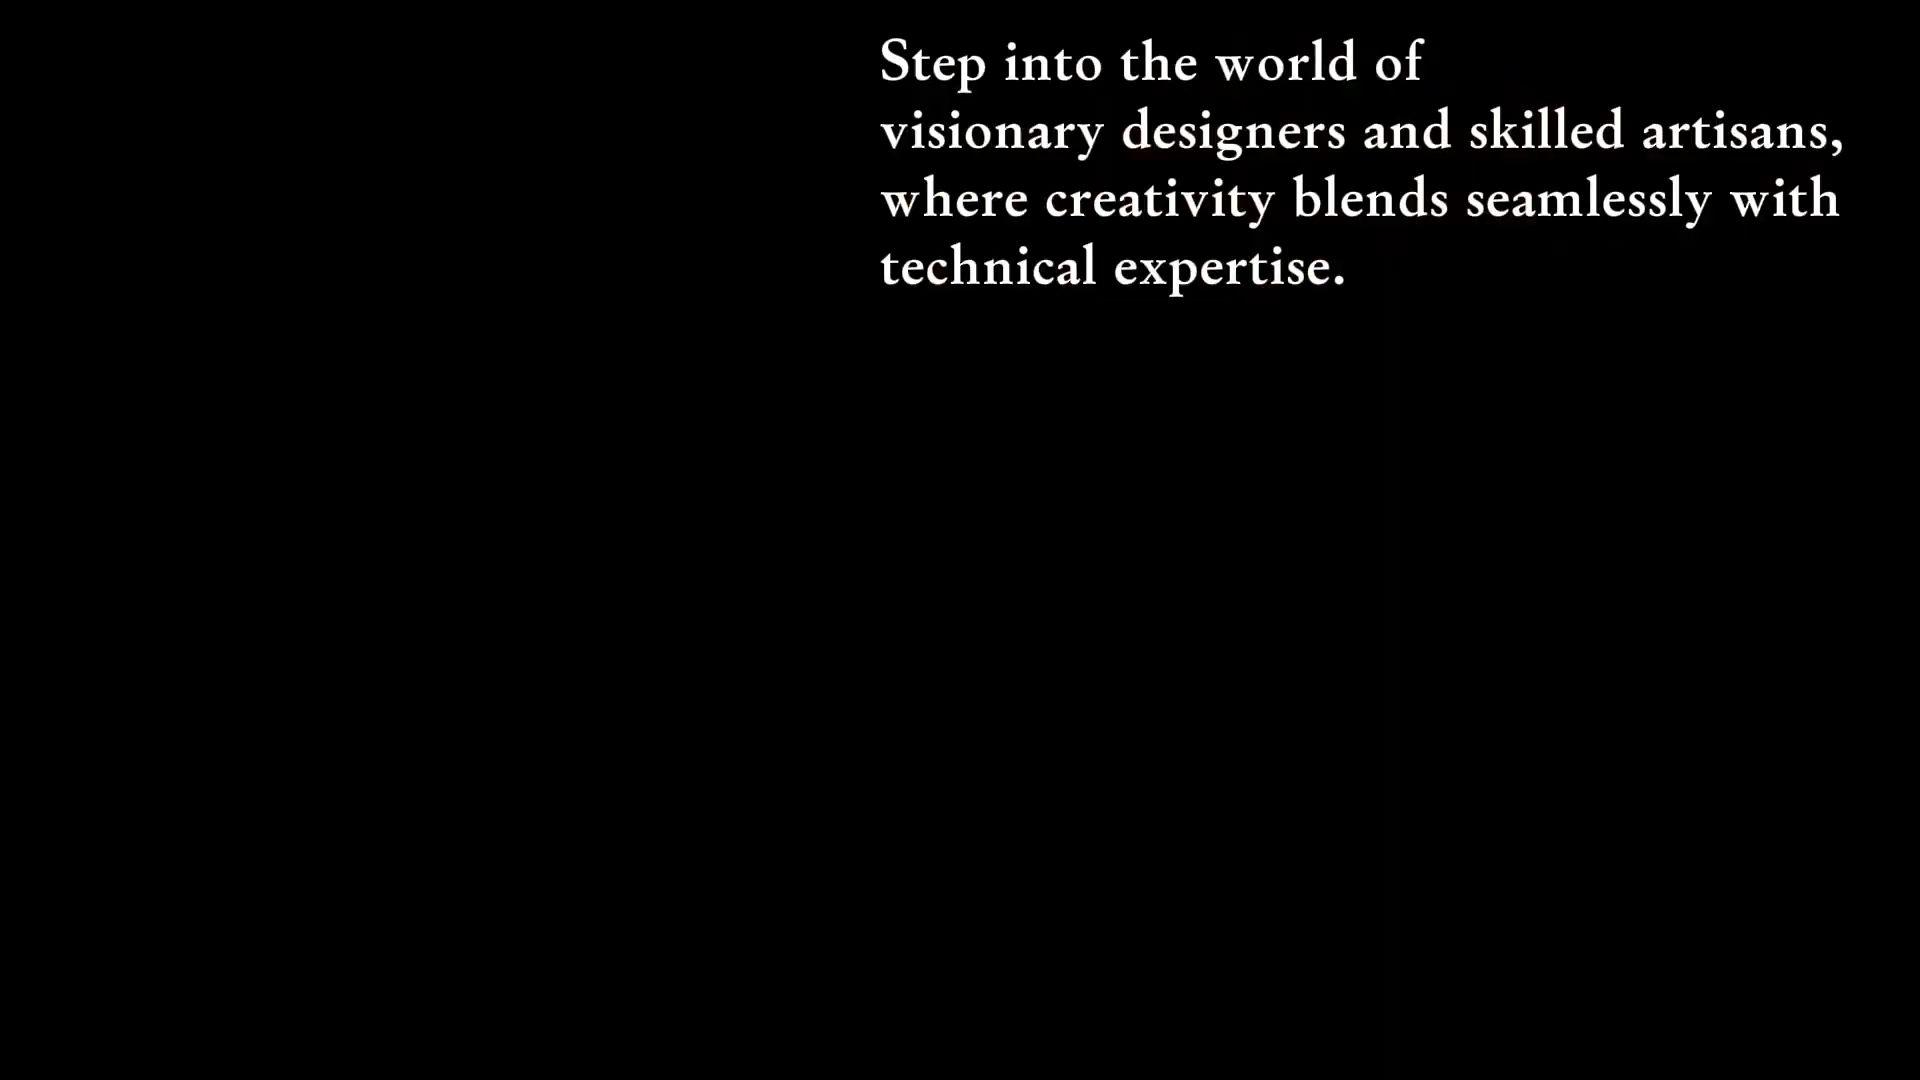 Step into the world of
visionary designers and skilled artisans,
where creativity blends seamlessly with
technical expertise.